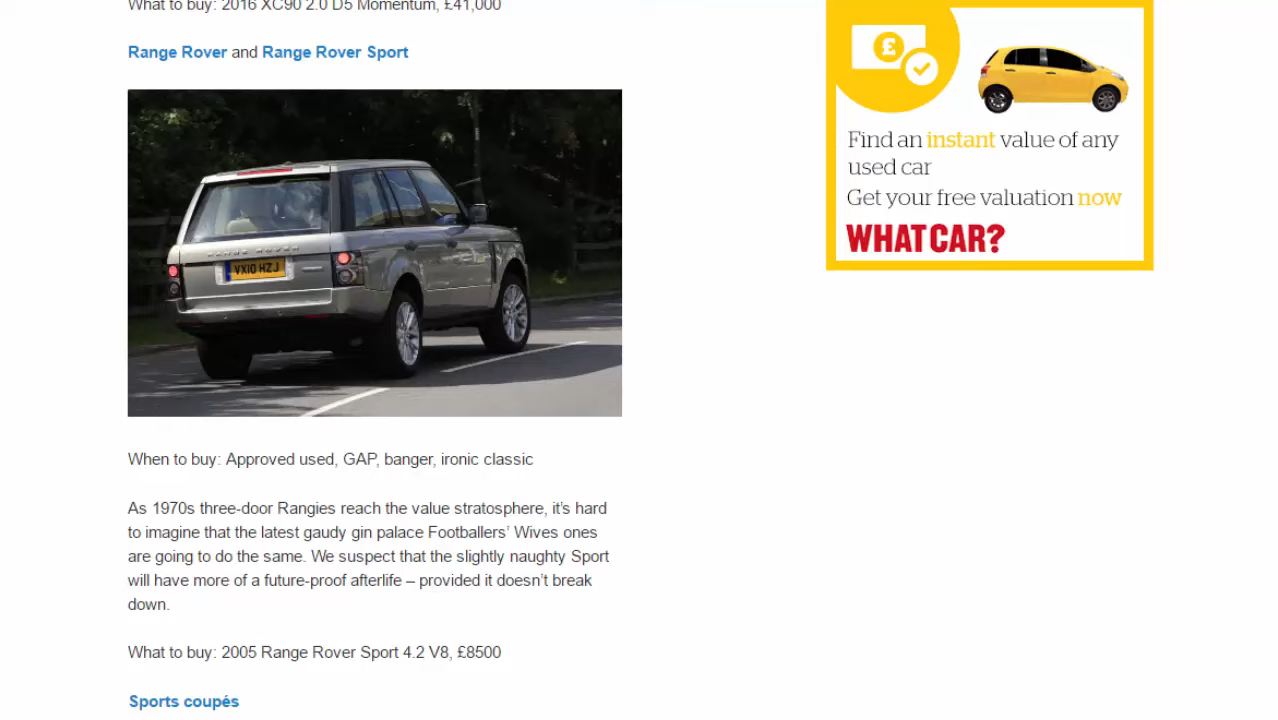 What to buy: 2016 XC90 2.0 D5 Momentum, £41,000
Range Rover and Range Rover Sport
RANGE ROVER
VX10 HZJ
When to buy: Approved used, GAP, banger, ironic classic
As 1970s three-door Rangies reach the value stratosphere, it’s hard
to imagine that the latest gaudy gin palace Footballers’ Wives ones
are going to do the same. We suspect that the slightly naughty Sport
will have more of a future-proof afterlife – provided it doesn’t break
down.
What to buy: 2005 Range Rover Sport 4.2 V8, £8500
Sports coupés
£
Find an instant value of any
used car
Get your free valuation now
WHAT CAR?